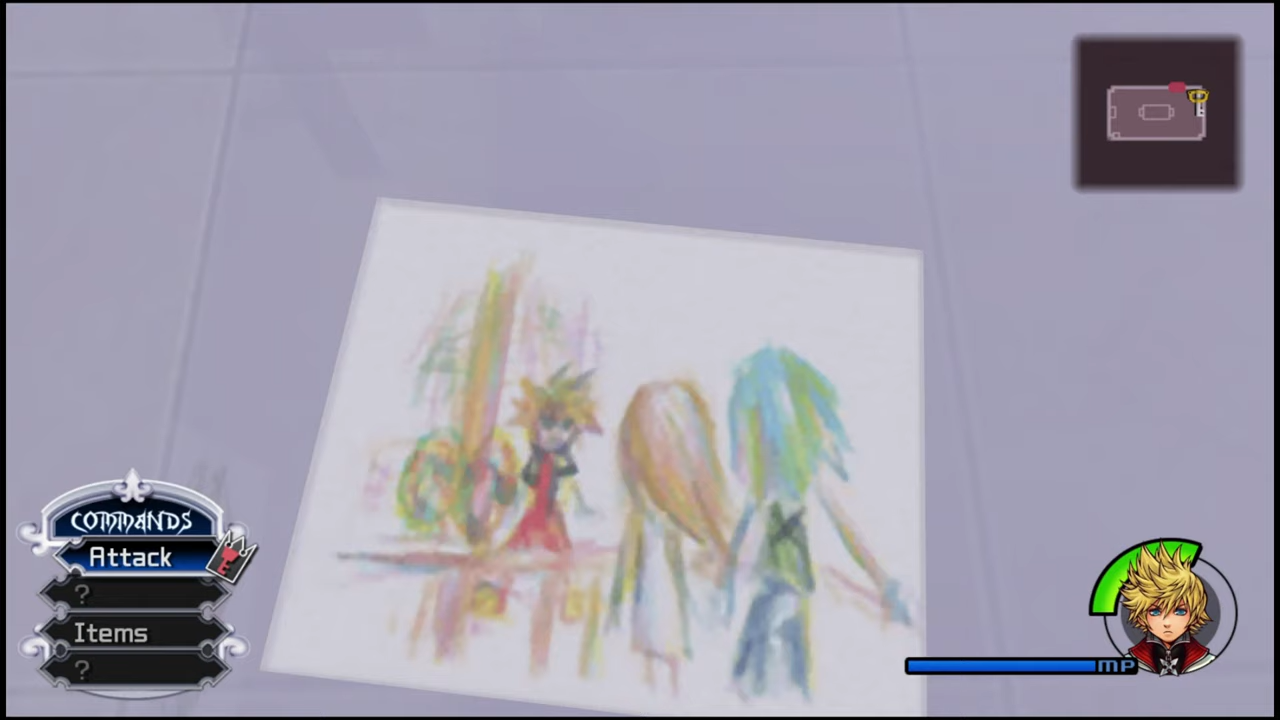 COMMANDS
Attack
?
Items
?
MP